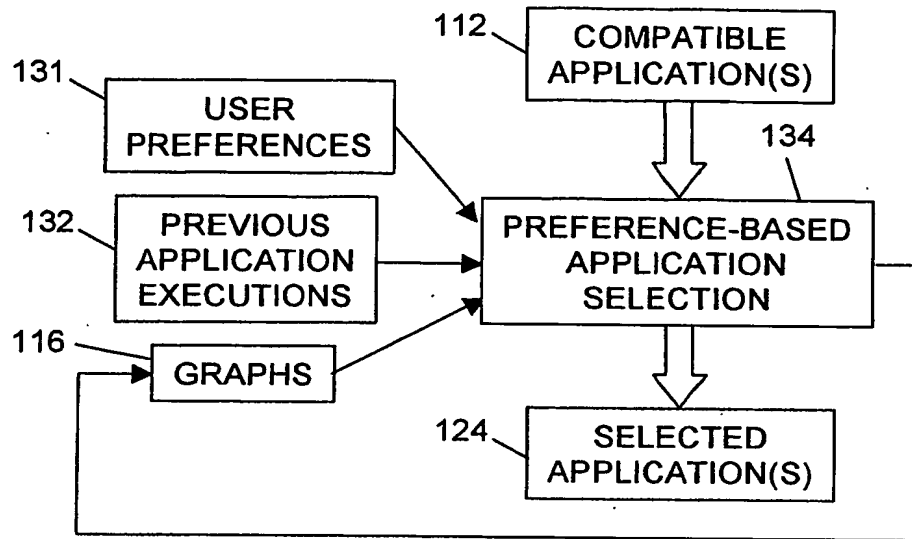 112
COMPATIBLE
APPLICATION(S)
131
USER
PREFERENCES
134
132
PREVIOUS
APPLICATION
EXECUTIONS
PREFERENCE-BASED
APPLICATION
SELECTION
116
GRAPHS
124
SELECTED
APPLICATION(S)